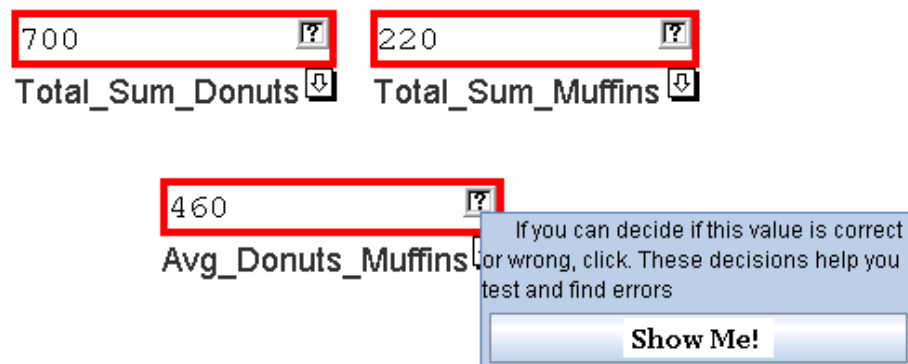 700 ? 220 ?
Total_Sum_Donuts Total_Sum_Muffins
460 ?
Avg_Donuts_Muffins
If you can decide if this value is correct
or wrong, click. These decisions help you
test and find errors
Show Me!